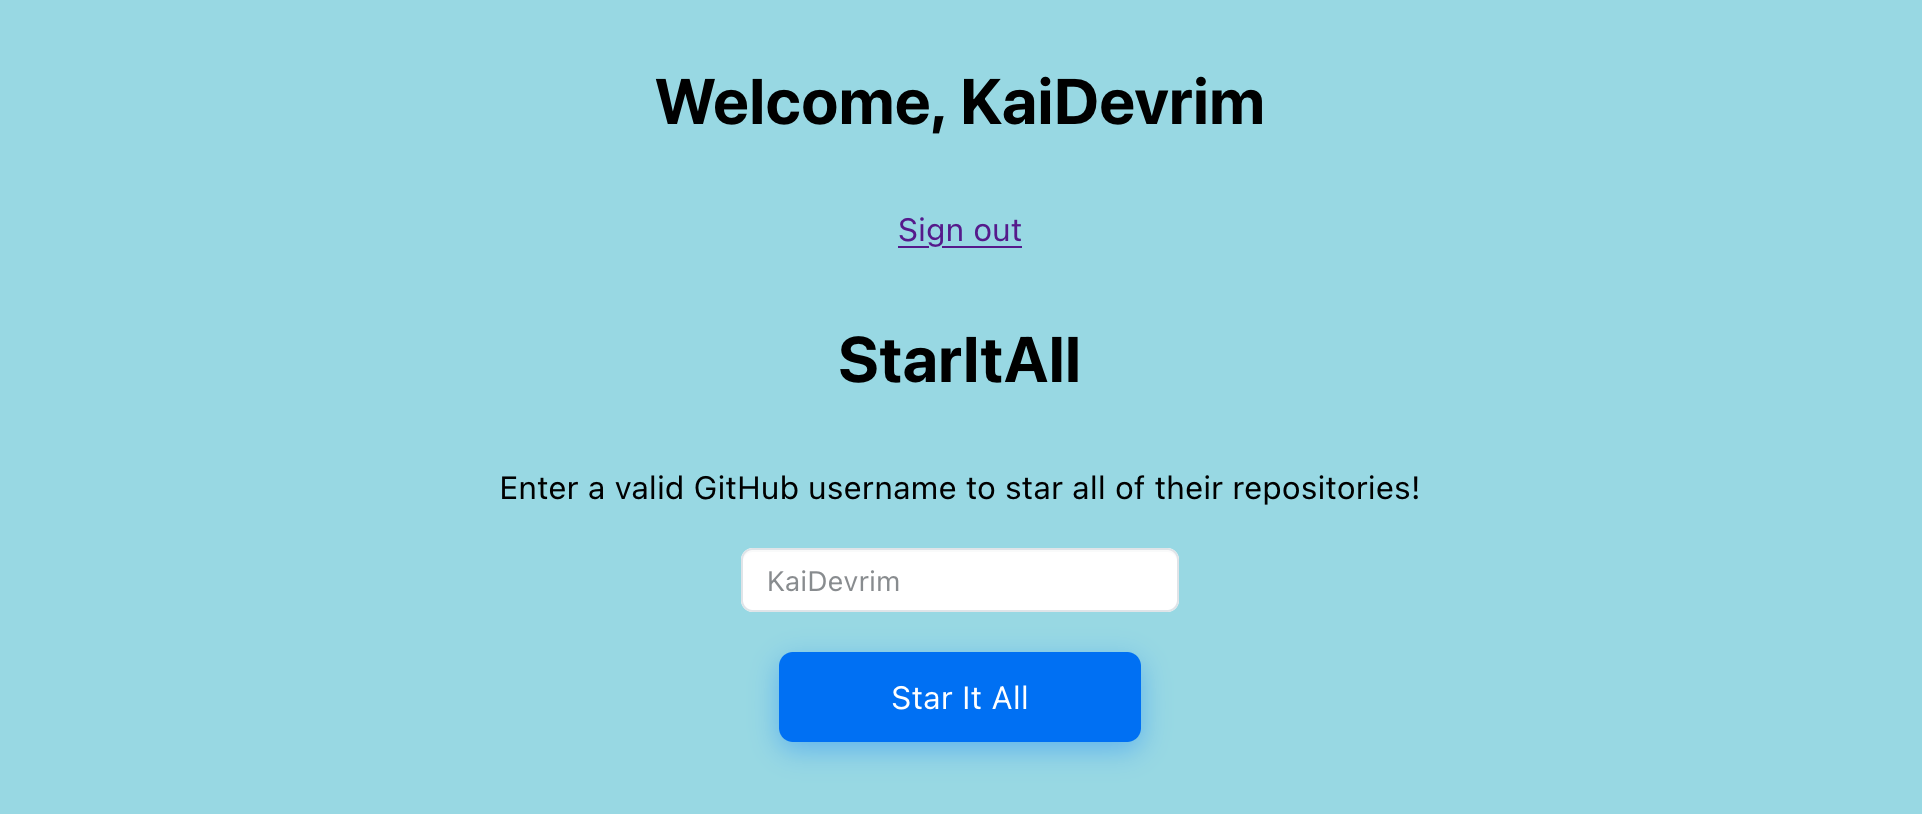 Welcome, KaiDevrim
Sign out
StarItAll
Enter a valid GitHub username to star all of their repositories!
KaiDevrim
Star It All